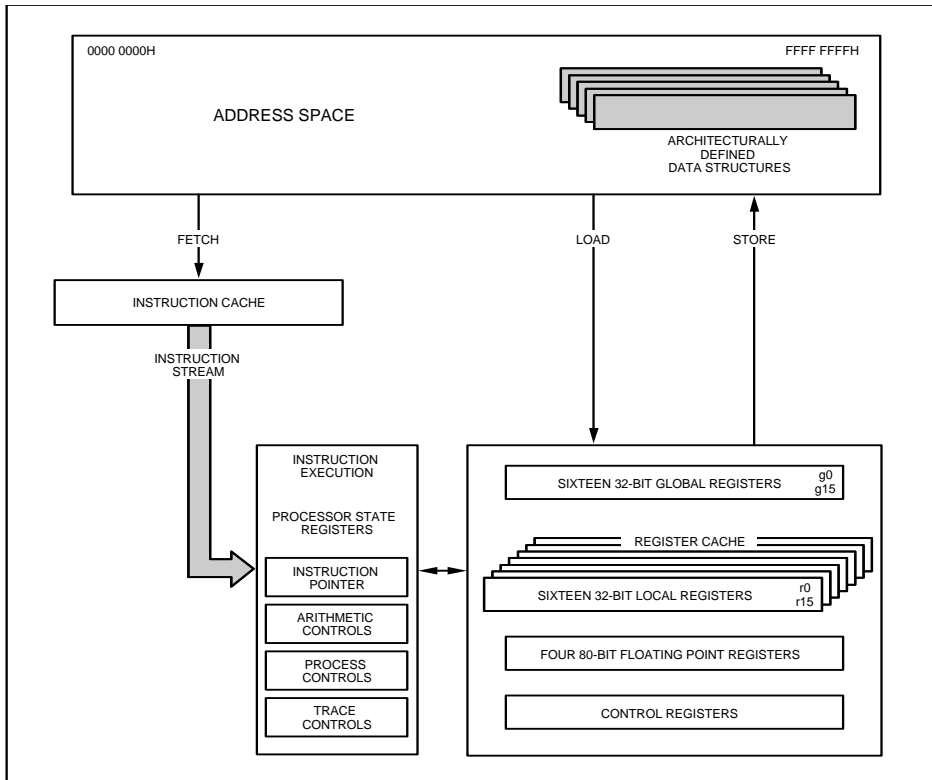 0000 0000H
FFFF FFFFH
ADDRESS SPACE
ARCHITECTURALLY
DEFINED
DATA STRUCTURES
FETCH
LOAD
STORE
INSTRUCTION CACHE
INSTRUCTION
STREAM
INSTRUCTION
EXECUTION
PROCESSOR STATE
REGISTERS
INSTRUCTION
POINTER
ARITHMETIC
CONTROLS
PROCESS
CONTROLS
TRACE
CONTROLS
SIXTEEN 32-BIT GLOBAL REGISTERS
g0
g15
REGISTER CACHE
SIXTEEN 32-BIT LOCAL REGISTERS
r0
r15
FOUR 80-BIT FLOATING POINT REGISTERS
CONTROL REGISTERS